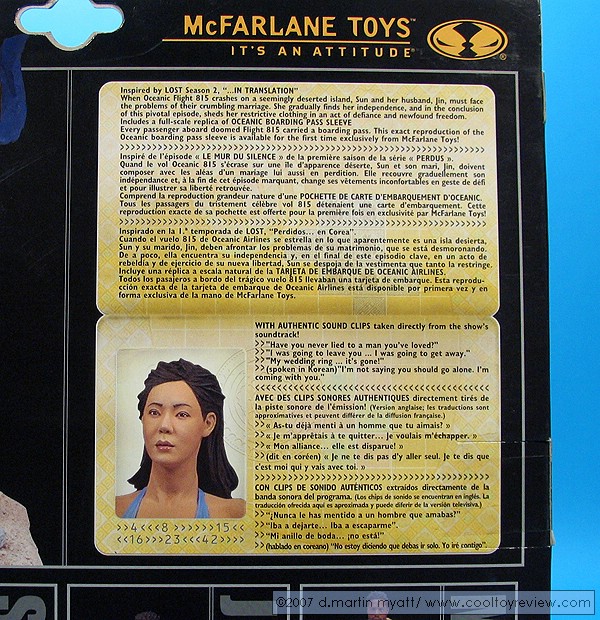 McFARLANE TOYS™
IT'S AN ATTITUDE
Inspired by LOST Season 2, “...IN TRANSLATION”
When Oceanic Flight 815 crashes on a seemingly deserted island, Sun and her husband, Jin, must face
the problems of their crumbling marriage. She gradually finds her independence, and in the conclusion
of this pivotal episode, sheds her restrictive clothing in an act of defiance and newfound freedom.
Includes a full-scale replica of OCEANIC BOARDING PASS SLEEVE
Every passenger aboard doomed Flight 815 carried a boarding pass. This exact reproduction of the
Oceanic boarding pass sleeve is available for the first time exclusively from McFarlane Toys!
Inspiré de l'épisode « LE MUR DU SILENCE » de la première saison de la série « PERDUS ».
Quand le vol Oceanic 815 s'écrase sur une île d'apparence déserte, Sun et son mari, Jin, doivent
composer avec les aléas d'un mariage lui aussi en perdition. Elle recouvre graduellement son
indépendance et, à la fin de cet épisode marquant, change ses vêtements inconfortables en geste de défi
et pour illustrer sa liberté retrouvée.
Comprend la reproduction grandeur nature d'une POCHETTE DE CARTE D'EMBARQUEMENT D'OCEANIC.
Tous les passagers du tristement célèbre vol 815 détenaient une carte d'embarquement. Cette
reproduction exacte de sa pochette est offerte pour la première fois en exclusivité par McFarlane Toys!
Inspirado en la 1.ª temporada de LOST, “Perdidos... en Corea”.
Cuando el vuelo 815 de Oceanic Airlines se estrella en lo que aparentemente es una isla desierta,
Sun y su marido, Jin, deben afrontar los problemas de su matrimonio, que se está desmoronando.
De a poco, ella encuentra su independencia y, en el final de este episodio clave, en un acto de
rebeldía y de ejercicio de su nueva libertad, Sun se despoja de la vestimenta que tanto la restringe.
Incluye una réplica a escala natural de la TARJETA DE EMBARQUE DE OCEANIC AIRLINES.
Todos los pasajeros a bordo del trágico vuelo 815 llevaban una tarjeta de embarque. Esta reprodu-
cción exacta de la tarjeta de embarque de Oceanic Airlines está disponible por primera vez y en
forma exclusiva de la mano de McFarlane Toys.
WITH AUTHENTIC SOUND CLIPS taken directly from the show's
soundtrack!
>>“Have you never lied to a man you've loved?”
>>“I was going to leave you ... I was going to get away.”
>>“My wedding ring ... it's gone!”
>>(spoken in Korean)“I'm not saying you should go alone. I'm
coming with you.”
AVEC DES CLIPS SONORES AUTHENTIQUES directement tirés de
la piste sonore de l'émission! (Version anglaise; les traductions sont
approximatives et peuvent différer de la diffusion française.)
>>« As-tu déjà menti à un homme que tu aimais? »
>>« Je m'apprêtais à te quitter... Je voulais m'échapper. »
>>« Mon alliance... elle est disparue! »
>>(dit en coréen) « Je ne te dis pas d'y aller seul. Je te dis que
c'est moi qui y vais avec toi. »
CON CLIPS DE SONIDO AUTÉNTICOS extraídos directamente de la
banda sonora del programa. (Los chips de sonido se encuentran en inglés. La
traducción ofrecida aquí es aproximada y puede diferir de la versión televisiva.)
>>“¿Nunca le has mentido a un hombre que amabas?”
>>“Iba a dejarte... Iba a escaparme”.
>>“Mi anillo de boda... ¡no está!”
>>(hablado en coreano) “No estoy diciendo que debas ir solo. Yo iré contigo”.
>>4<<<8>>>>>15<<
<<16>>>23<<<42>>>
©2007 d.martin myatt/ www.cooltoyreview.com